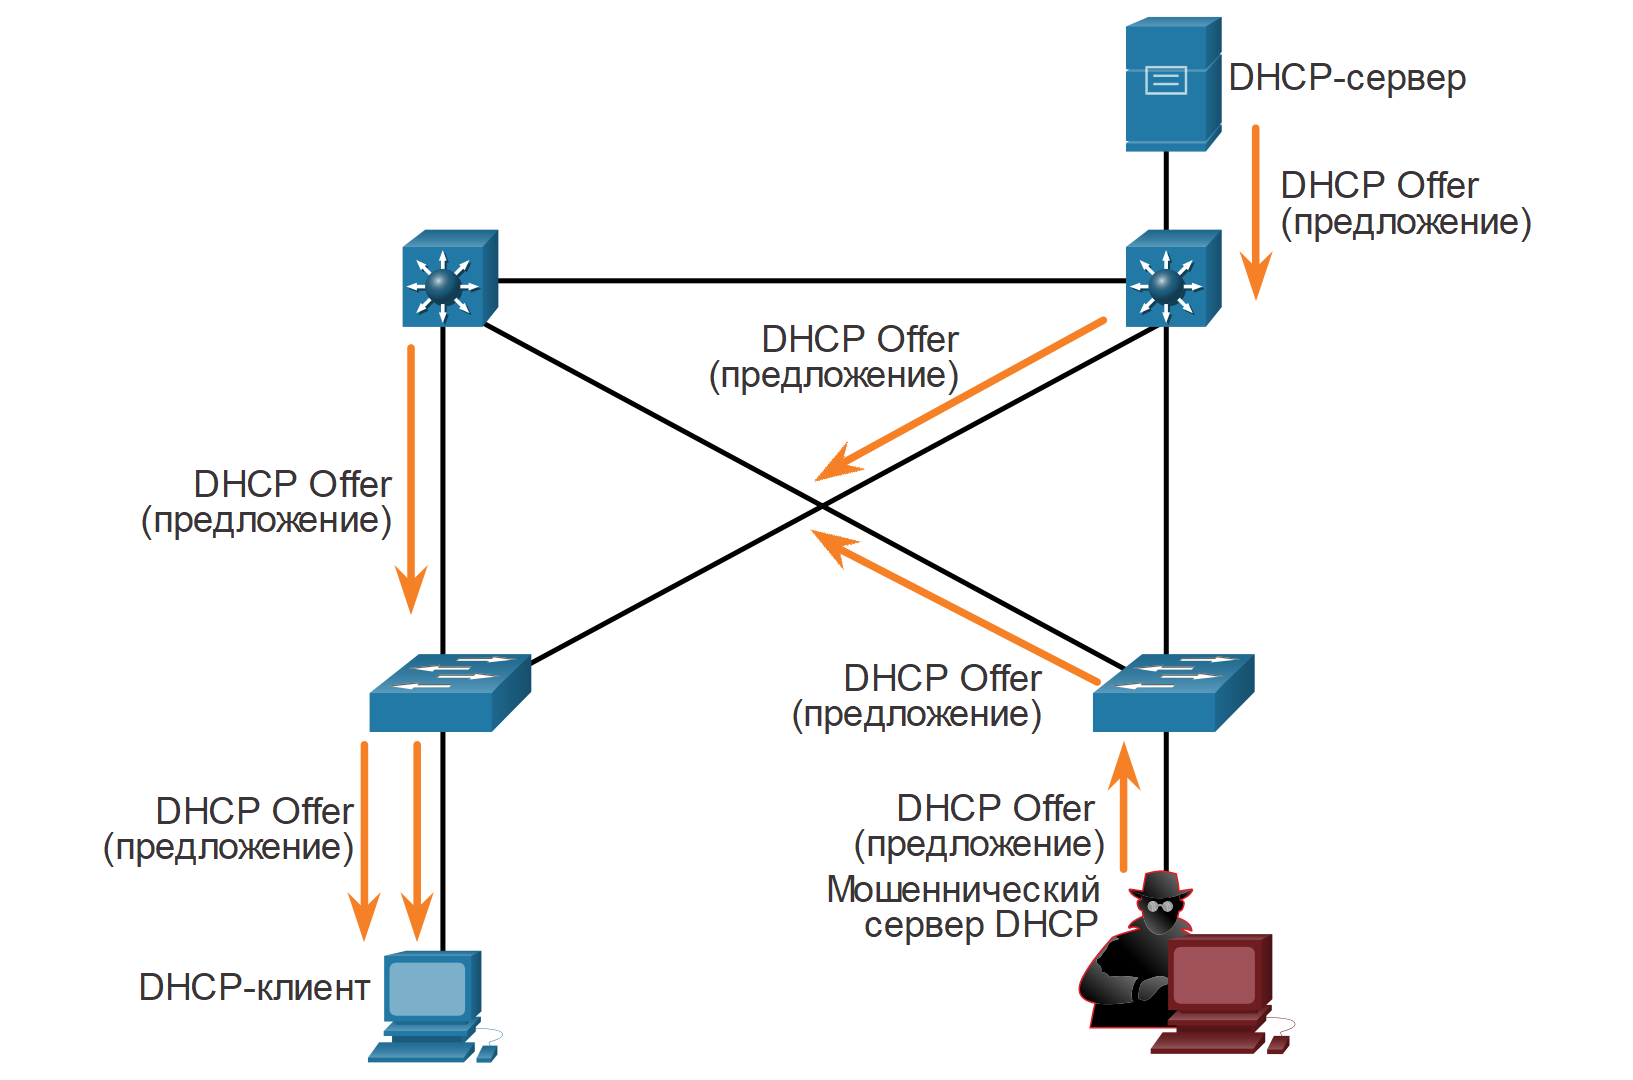 DHCP-сервер
DHCP Offer
(предложение)
DHCP Offer
(предложение)
DHCP Offer
(предложение)
DHCP Offer
(предложение)
DHCP Offer
(предложение)
DHCP Offer
(предложение)
Мошеннический
сервер DHCP
DHCP-клиент